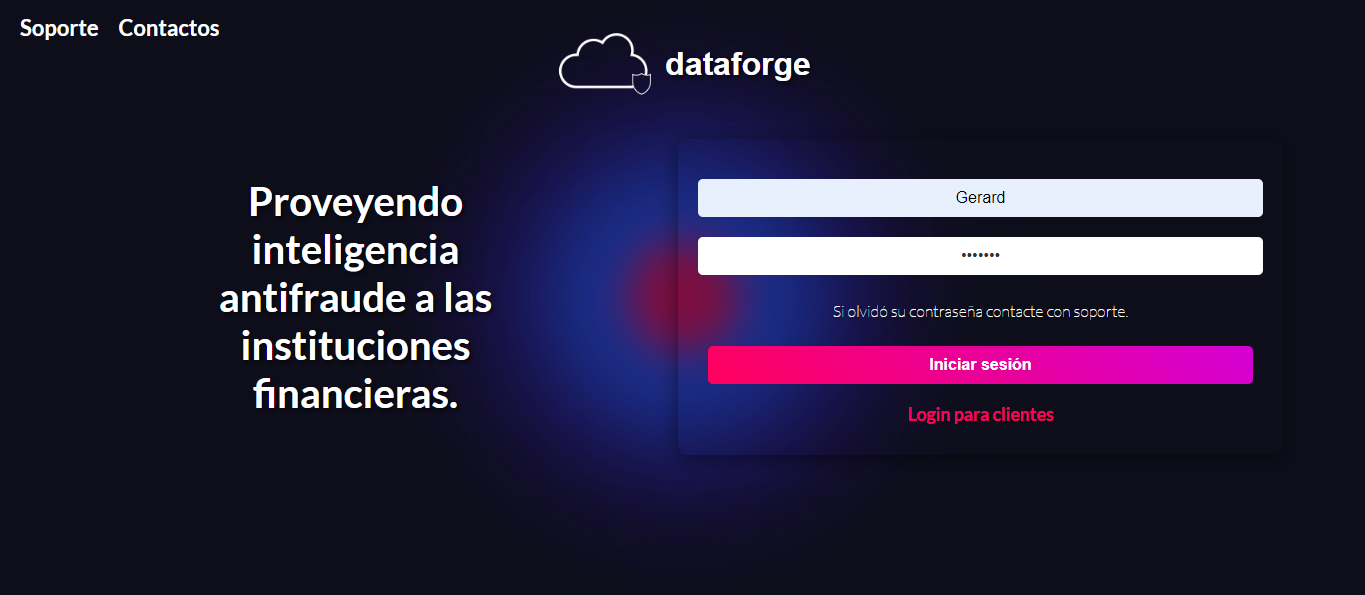 Soporte Contactos
dataforge
Proveyendo
inteligencia
antifraude a las
instituciones
financieras.
Gerard
•••••••
Si olvidó su contraseña contacte con soporte.
Iniciar sesión
Login para clientes